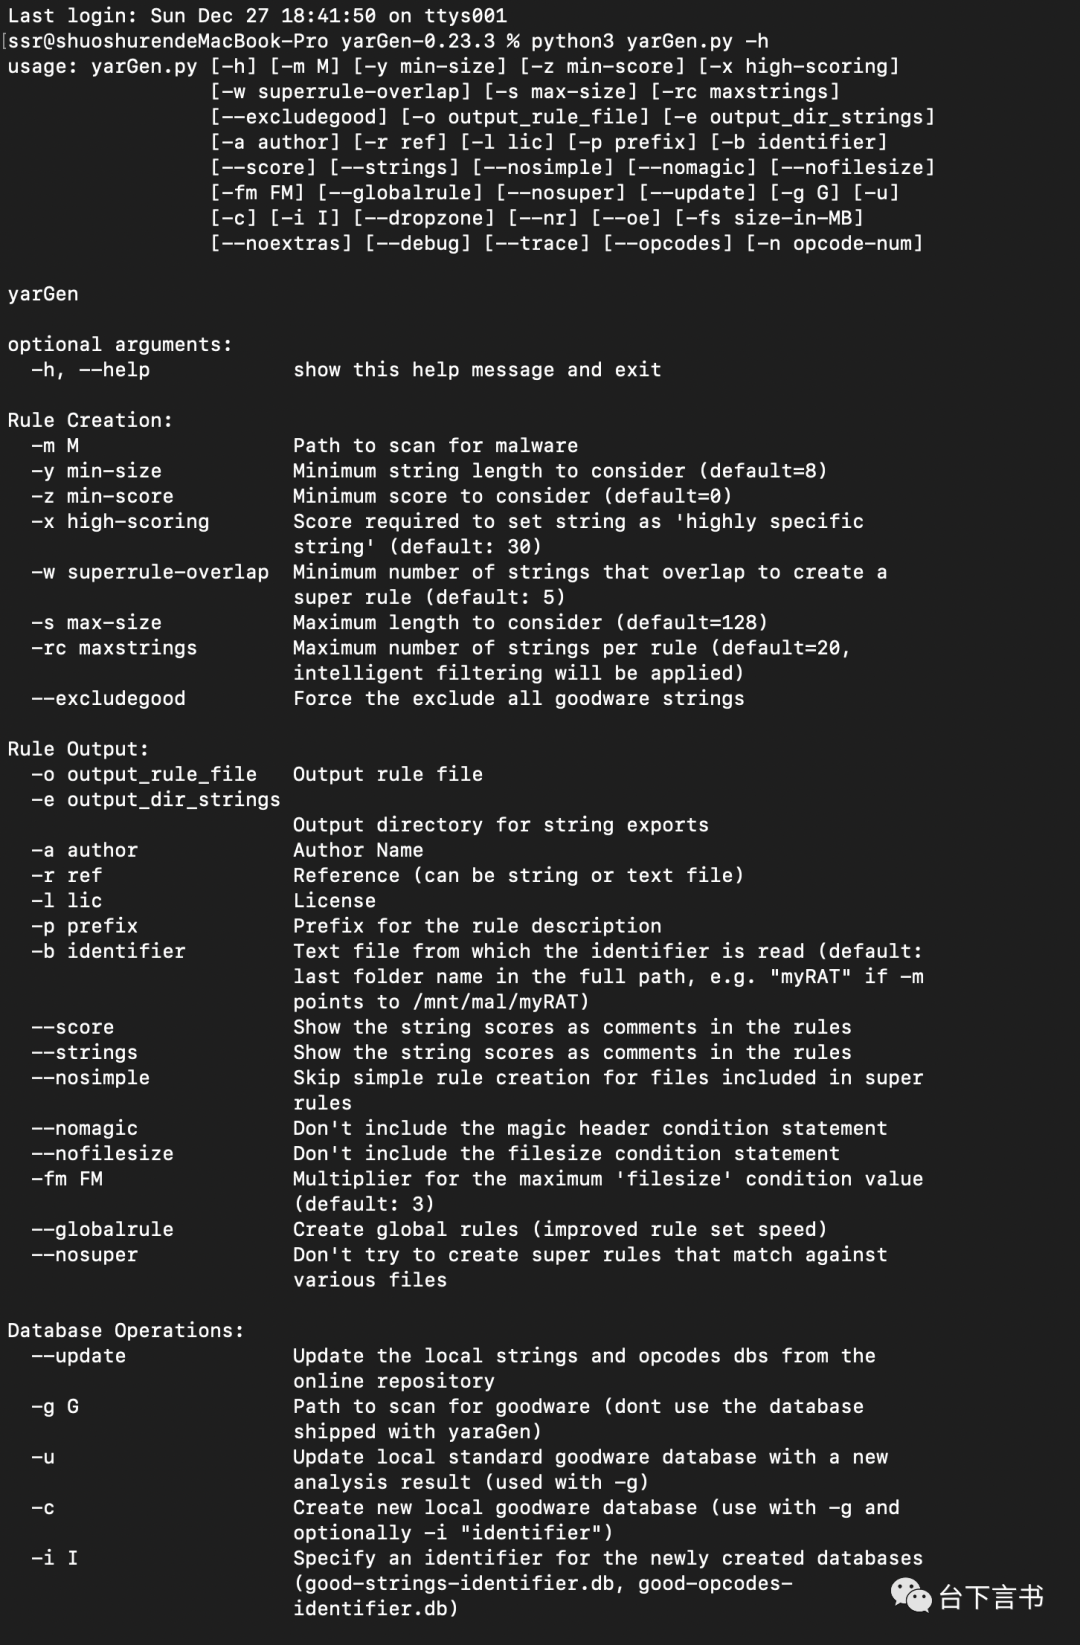 Last login: Sun Dec 27 18:41:50 on ttys001
[ssr@shuoshurendeMacBook-Pro yarGen-0.23.3 % python3 yarGen.py -h
usage: yarGen.py [-h] [-m M] [-y min-size] [-z min-score] [-x high-scoring]
[-w superrule-overlap] [-s max-size] [-rc maxstrings]
[--excludegood] [-o output_rule_file] [-e output_dir_strings]
[-a author] [-r ref] [-l lic] [-p prefix] [-b identifier]
[--score] [--strings] [--nosimple] [--nomagic] [--nofilesize]
[-fm FM] [--globalrule] [--nosuper] [--update] [-g G] [-u]
[-c] [-i I] [--dropzone] [--nr] [--oe] [-fs size-in-MB]
[--noextras] [--debug] [--trace] [--opcodes] [-n opcode-num]
yarGen
optional arguments:
-h, --help show this help message and exit
Rule Creation:
-m M Path to scan for malware
-y min-size Minimum string length to consider (default=8)
-z min-score Minimum score to consider (default=0)
-x high-scoring Score required to set string as 'highly specific
string' (default: 30)
-w superrule-overlap Minimum number of strings that overlap to create a
super rule (default: 5)
-s max-size Maximum length to consider (default=128)
-rc maxstrings Maximum number of strings per rule (default=20,
intelligent filtering will be applied)
--excludegood Force the exclude all goodware strings
Rule Output:
-o output_rule_file Output rule file
-e output_dir_strings
Output directory for string exports
-a author Author Name
-r ref Reference (can be string or text file)
-l lic License
-p prefix Prefix for the rule description
-b identifier Text file from which the identifier is read (default:
last folder name in the full path, e.g. "myRAT" if -m
points to /mnt/mal/myRAT)
--score Show the string scores as comments in the rules
--strings Show the string scores as comments in the rules
--nosimple Skip simple rule creation for files included in super
rules
--nomagic Don't include the magic header condition statement
--nofilesize Don't include the filesize condition statement
-fm FM Multiplier for the maximum 'filesize' condition value
(default: 3)
--globalrule Create global rules (improved rule set speed)
--nosuper Don't try to create super rules that match against
various files
Database Operations:
--update Update the local strings and opcodes dbs from the
online repository
-g G Path to scan for goodware (dont use the database
shipped with yaraGen)
-u Update local standard goodware database with a new
analysis result (used with -g)
-c Create new local goodware database (use with -g and
optionally -i "identifier")
-i I Specify an identifier for the newly created databases
(good-strings-identifier.db, good-opcodes-
identifier.db)
台下言书